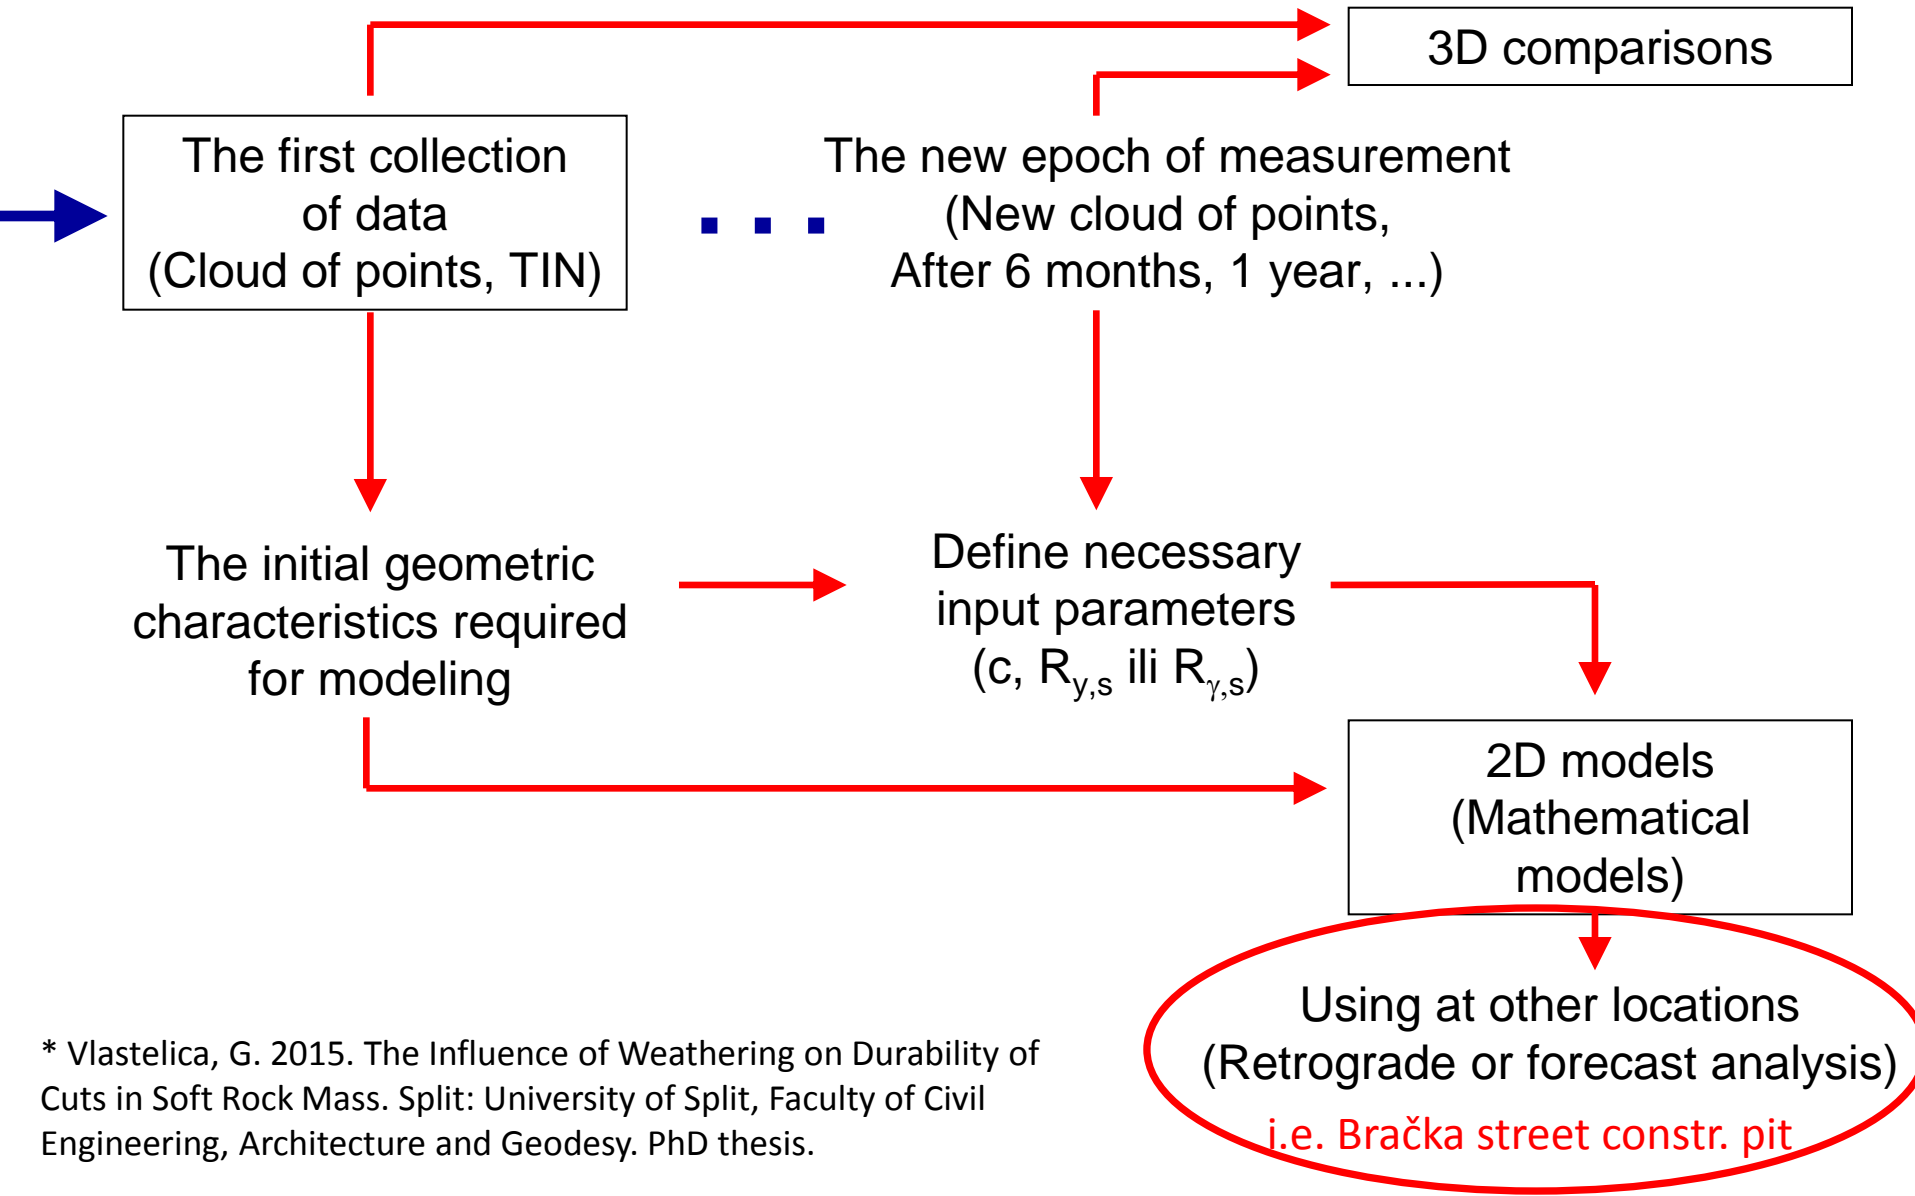 3D comparisons
The first collection
of data
(Cloud of points, TIN)
The new epoch of measurement
(New cloud of points,
After 6 months, 1 year, ...)
The initial geometric
characteristics required
for modeling
Define necessary
input parameters
(c, Ry,s ili Rγ,s)
2D models
(Mathematical
models)
Using at other locations
(Retrograde or forecast analysis)
i.e. Bračka street constr. pit
* Vlastelica, G. 2015. The Influence of Weathering on Durability of
Cuts in Soft Rock Mass. Split: University of Split, Faculty of Civil
Engineering, Architecture and Geodesy. PhD thesis.